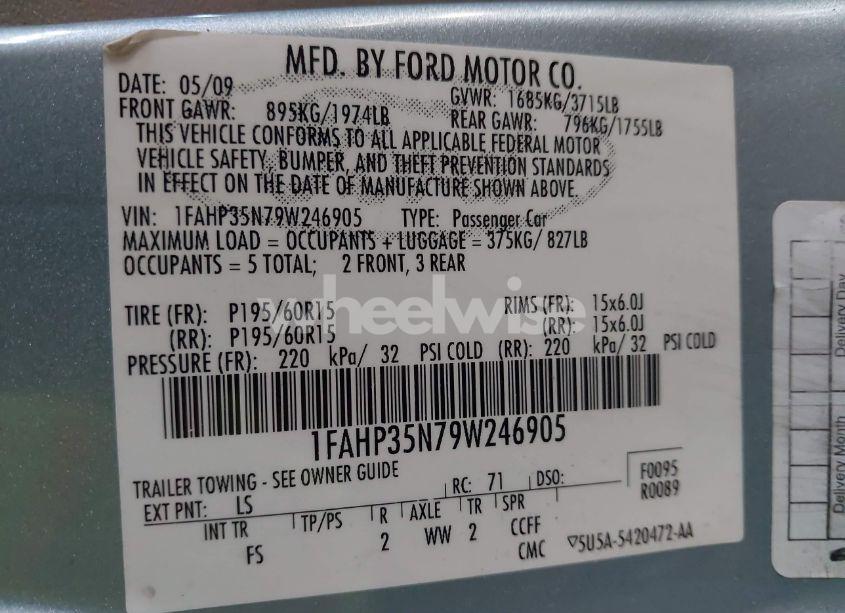 MFD. BY FORD MOTOR CO.
DATE: 05/09 GVWR: 1685KG/3715LB
FRONT GAWR: 895KG/1974LB REAR GAWR: 796KG/1755LB
THIS VEHICLE CONFORMS TO ALL APPLICABLE FEDERAL MOTOR
VEHICLE SAFETY, BUMPER, AND THEFT PREVENTION STANDARDS
IN EFFECT ON THE DATE OF MANUFACTURE SHOWN ABOVE.
VIN: 1FAHP35N79W246905 TYPE: Passenger Car
MAXIMUM LOAD = OCCUPANTS + LUGGAGE = 375KG/ 827LB
OCCUPANTS = 5 TOTAL; 2 FRONT, 3 REAR
wheelwise
TIRE (FR): P195/60R15 RIMS (FR): 15x6.0J
(RR): P195/60R15 (RR): 15x6.0J
PRESSURE (FR): 220 kPa/ 32 PSI COLD (RR): 220 kPa/ 32 PSI COLD
1FAHP35N79W246905
TRAILER TOWING - SEE OWNER GUIDE RC: 71 DSO: F0095
EXT PNT: LS R0089
INT TR TP/PS R AXLE TR SPR
FS 2 WW 2 CCFF
CMC ▽5U5A-5420472-AA
Delivery Day
Delivery Month